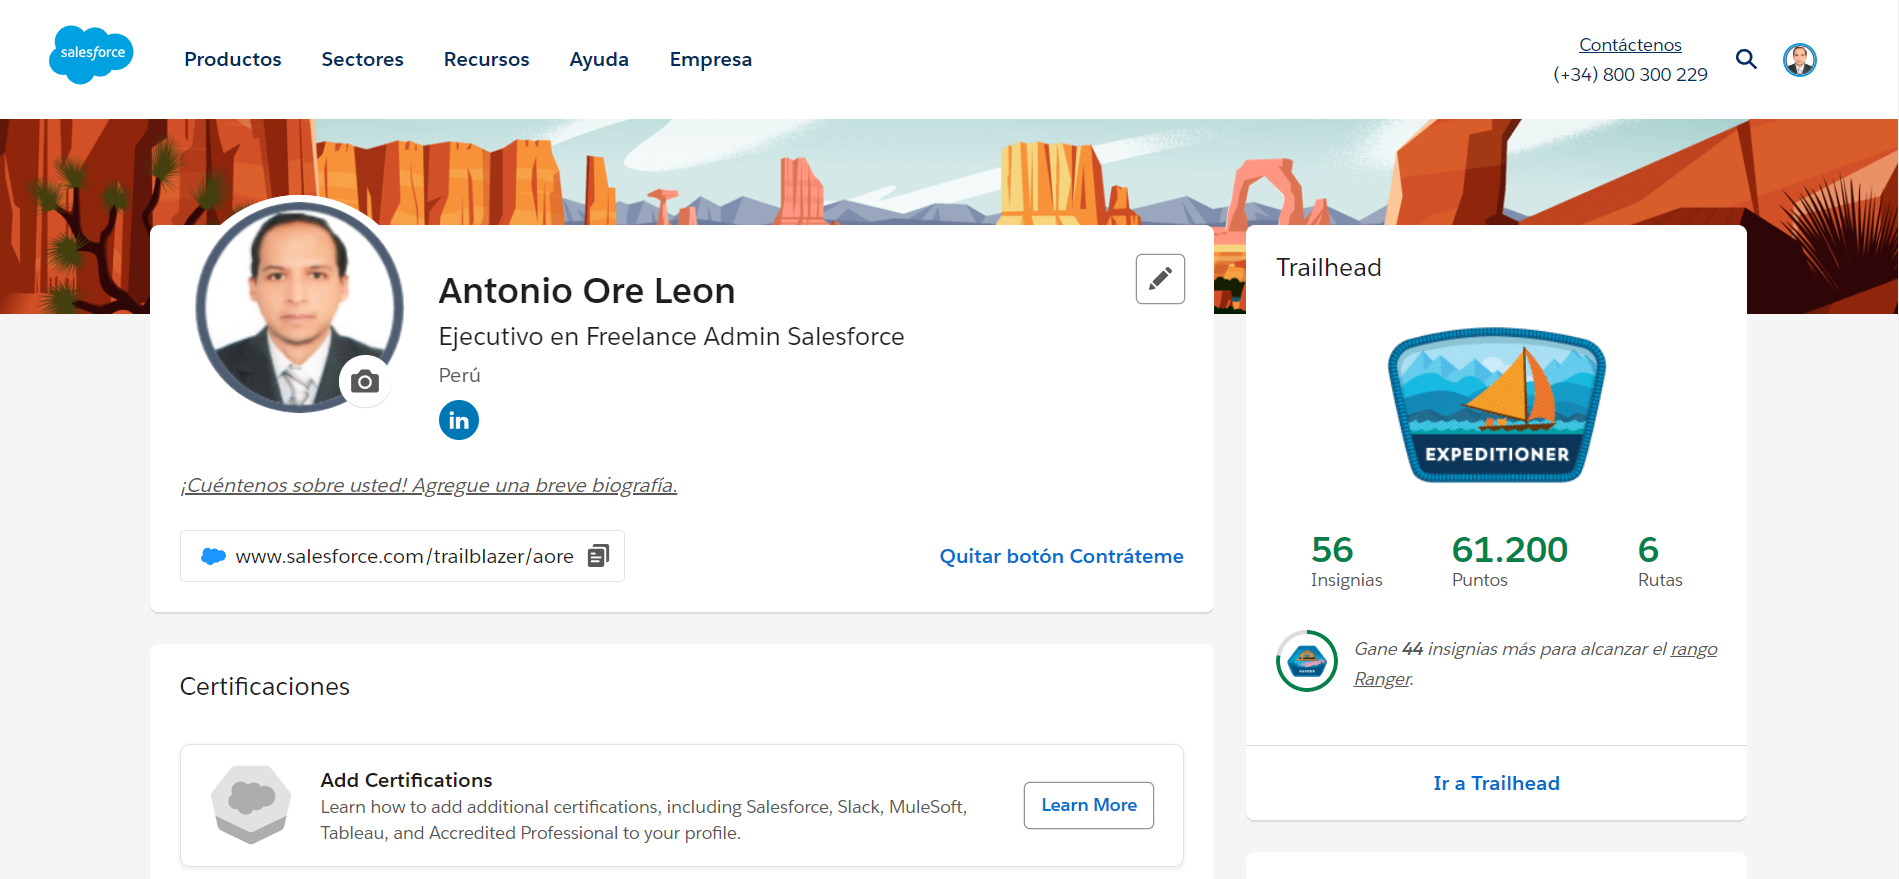 salesforce
Productos
Sectores
Recursos
Ayuda
Empresa
Contáctenos
(+34) 800 300 229
Antonio Ore Leon
Ejecutivo en Freelance Admin Salesforce
Perú
in
¡Cuéntenos sobre usted! Agregue una breve biografía.
www.salesforce.com/trailblazer/aore
Quitar botón Contráteme
Certificaciones
Add Certifications
Learn how to add additional certifications, including Salesforce, Slack, MuleSoft,
Tableau, and Accredited Professional to your profile.
Learn More
Trailhead
EXPEDITIONER
56
Insignias
61.200
Puntos
6
Rutas
RANGER
Gane 44 insignias más para alcanzar el rango
Ranger.
Ir a Trailhead